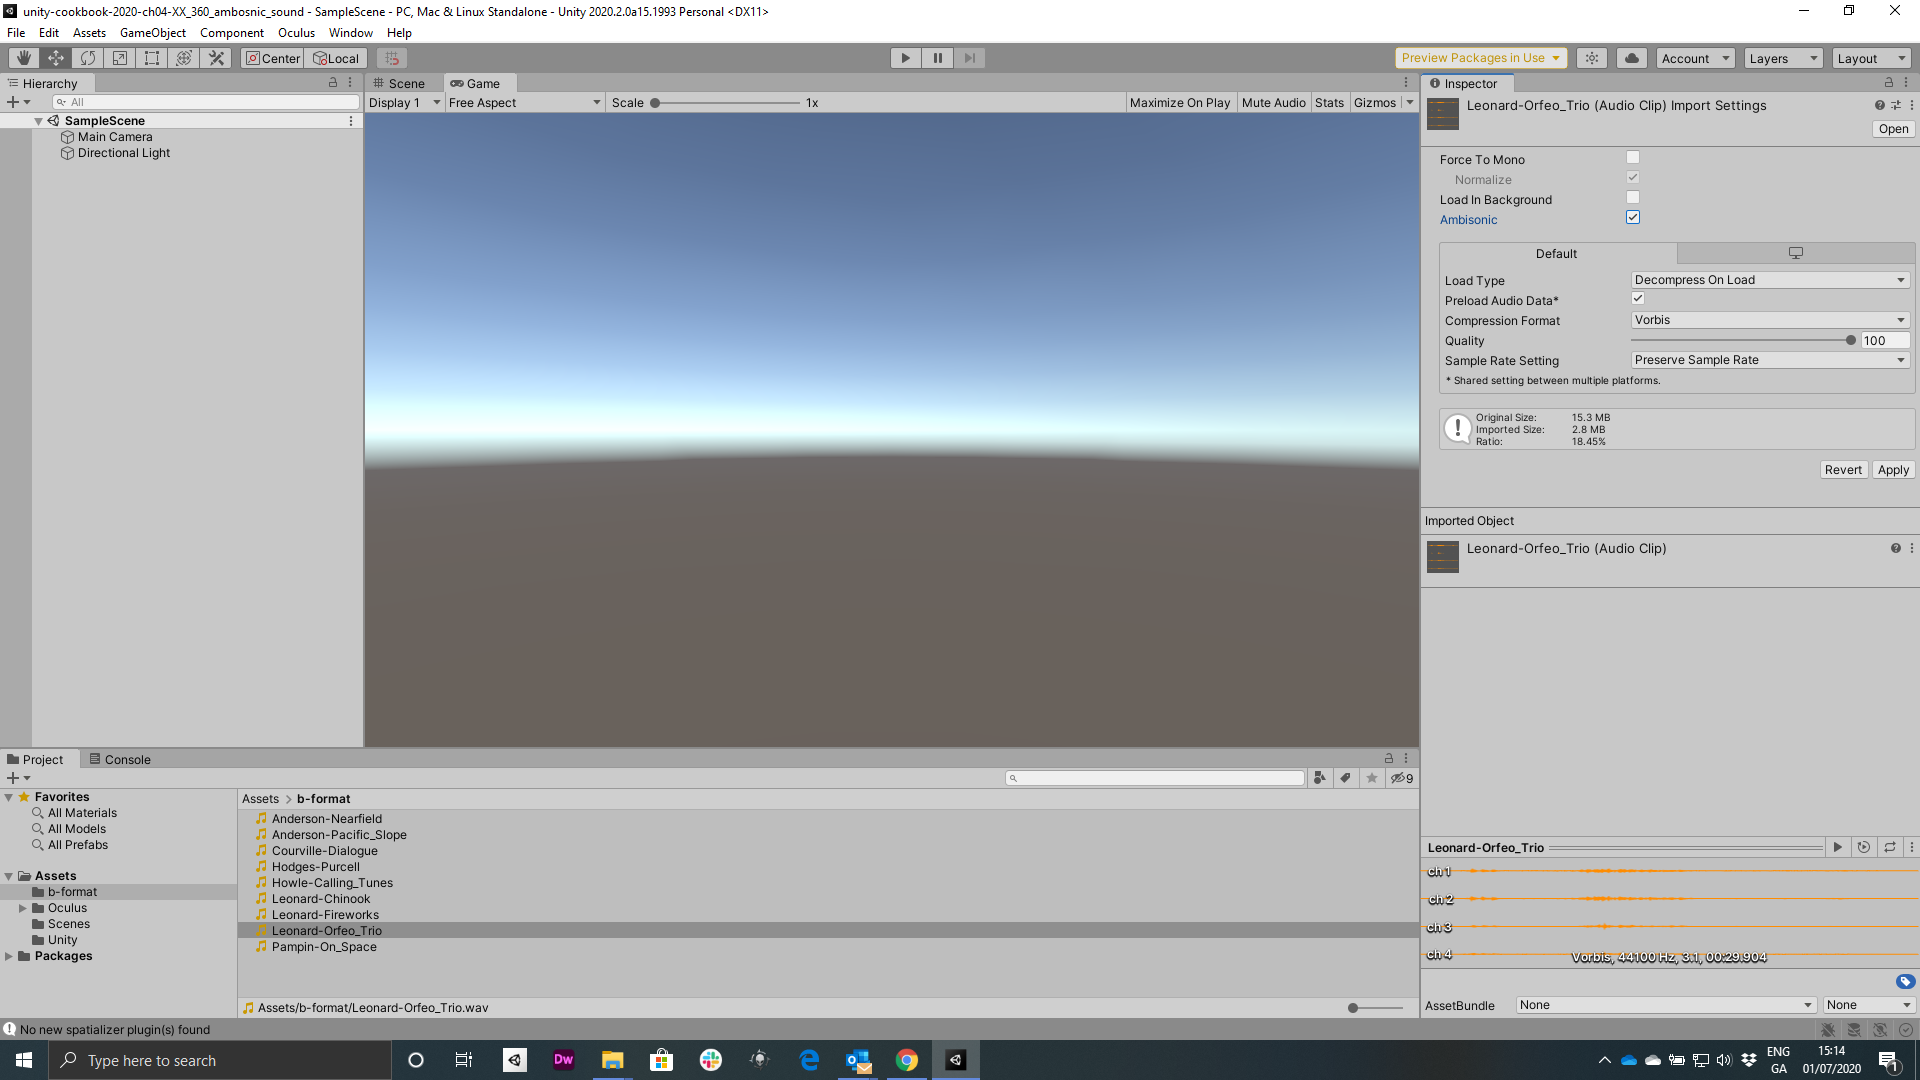 unity-cookbook-2020-ch04-XX_360_ambosnic_sound - SampleScene - PC, Mac & Linux Standalone - Unity 2020.2.0a15.1993 Personal <DX11>
File Edit Assets GameObject Component Oculus Window Help
Center Local Preview Packages in Use Account Layers Layout
Hierarchy
All
SampleScene
Main Camera
Directional Light
Scene Game
Display 1 Free Aspect Scale 1x Maximize On Play Mute Audio Stats Gizmos
Inspector
Leonard-Orfeo_Trio (Audio Clip) Import Settings
Open
Force To Mono
Normalize
Load In Background
Ambisonic
Default
Load Type Decompress On Load
Preload Audio Data*
Compression Format Vorbis
Quality 100
Sample Rate Setting Preserve Sample Rate
* Shared setting between multiple platforms.
Original Size: 15.3 MB
Imported Size: 2.8 MB
Ratio: 18.45%
Revert Apply
Imported Object
Leonard-Orfeo_Trio (Audio Clip)
Project Console
9
Favorites
All Materials
All Models
All Prefabs
Assets
b-format
Oculus
Scenes
Unity
Packages
Assets > b-format
Anderson-Nearfield
Anderson-Pacific_Slope
Courville-Dialogue
Hodges-Purcell
Howle-Calling_Tunes
Leonard-Chinook
Leonard-Fireworks
Leonard-Orfeo_Trio
Pampin-On_Space
Assets/b-format/Leonard-Orfeo_Trio.wav
Leonard-Orfeo_Trio
ch 1
ch 2
ch 3
ch 4
Vorbis, 44100 Hz, 3.1, 00:29.904
AssetBundle None None
No new spatializer plugin(s) found
Type here to search
Dw
ENG
GA
15:14
01/07/2020
1